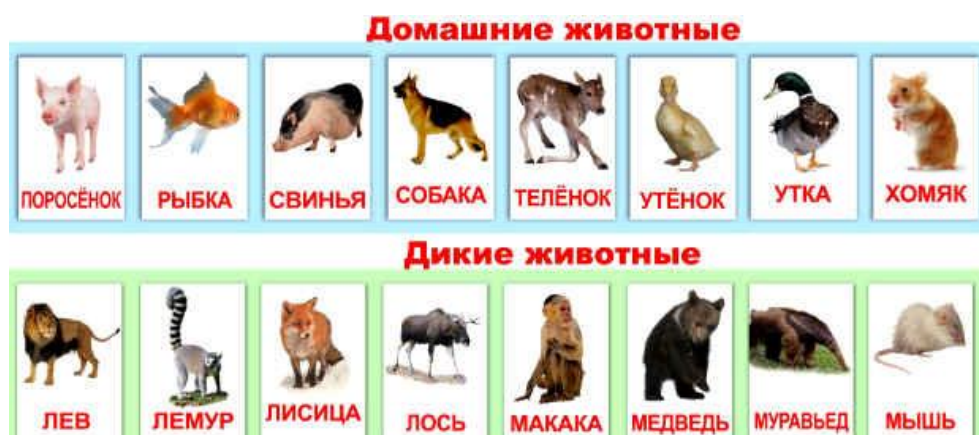 Домашние животные
ПОРОСЁНОК РЫБКА СВИНЬЯ СОБАКА ТЕЛЁНОК УТЁНОК УТКА ХОМЯК
Дикие животные
ЛЕВ ЛЕМУР ЛИСИЦА ЛОСЬ МАКАКА МЕДВЕДЬ МУРАВЬЕД МЫШЬ